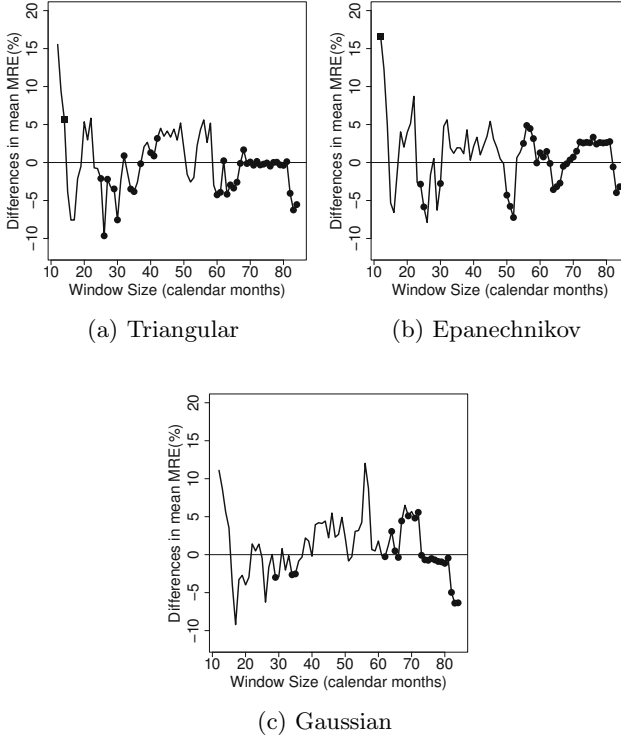 Differences in mean MRE(%)
20
15
10
5
0
−5
−10
10 20 30 40 50 60 70 80
Window Size (calendar months)
(a) Triangular
Differences in mean MRE(%)
20
15
10
5
0
−5
−10
10 20 30 40 50 60 70 80
Window Size (calendar months)
(b) Epanechnikov
Differences in mean MRE(%)
20
15
10
5
0
−5
−10
10 20 30 40 50 60 70 80
Window Size (calendar months)
(c) Gaussian